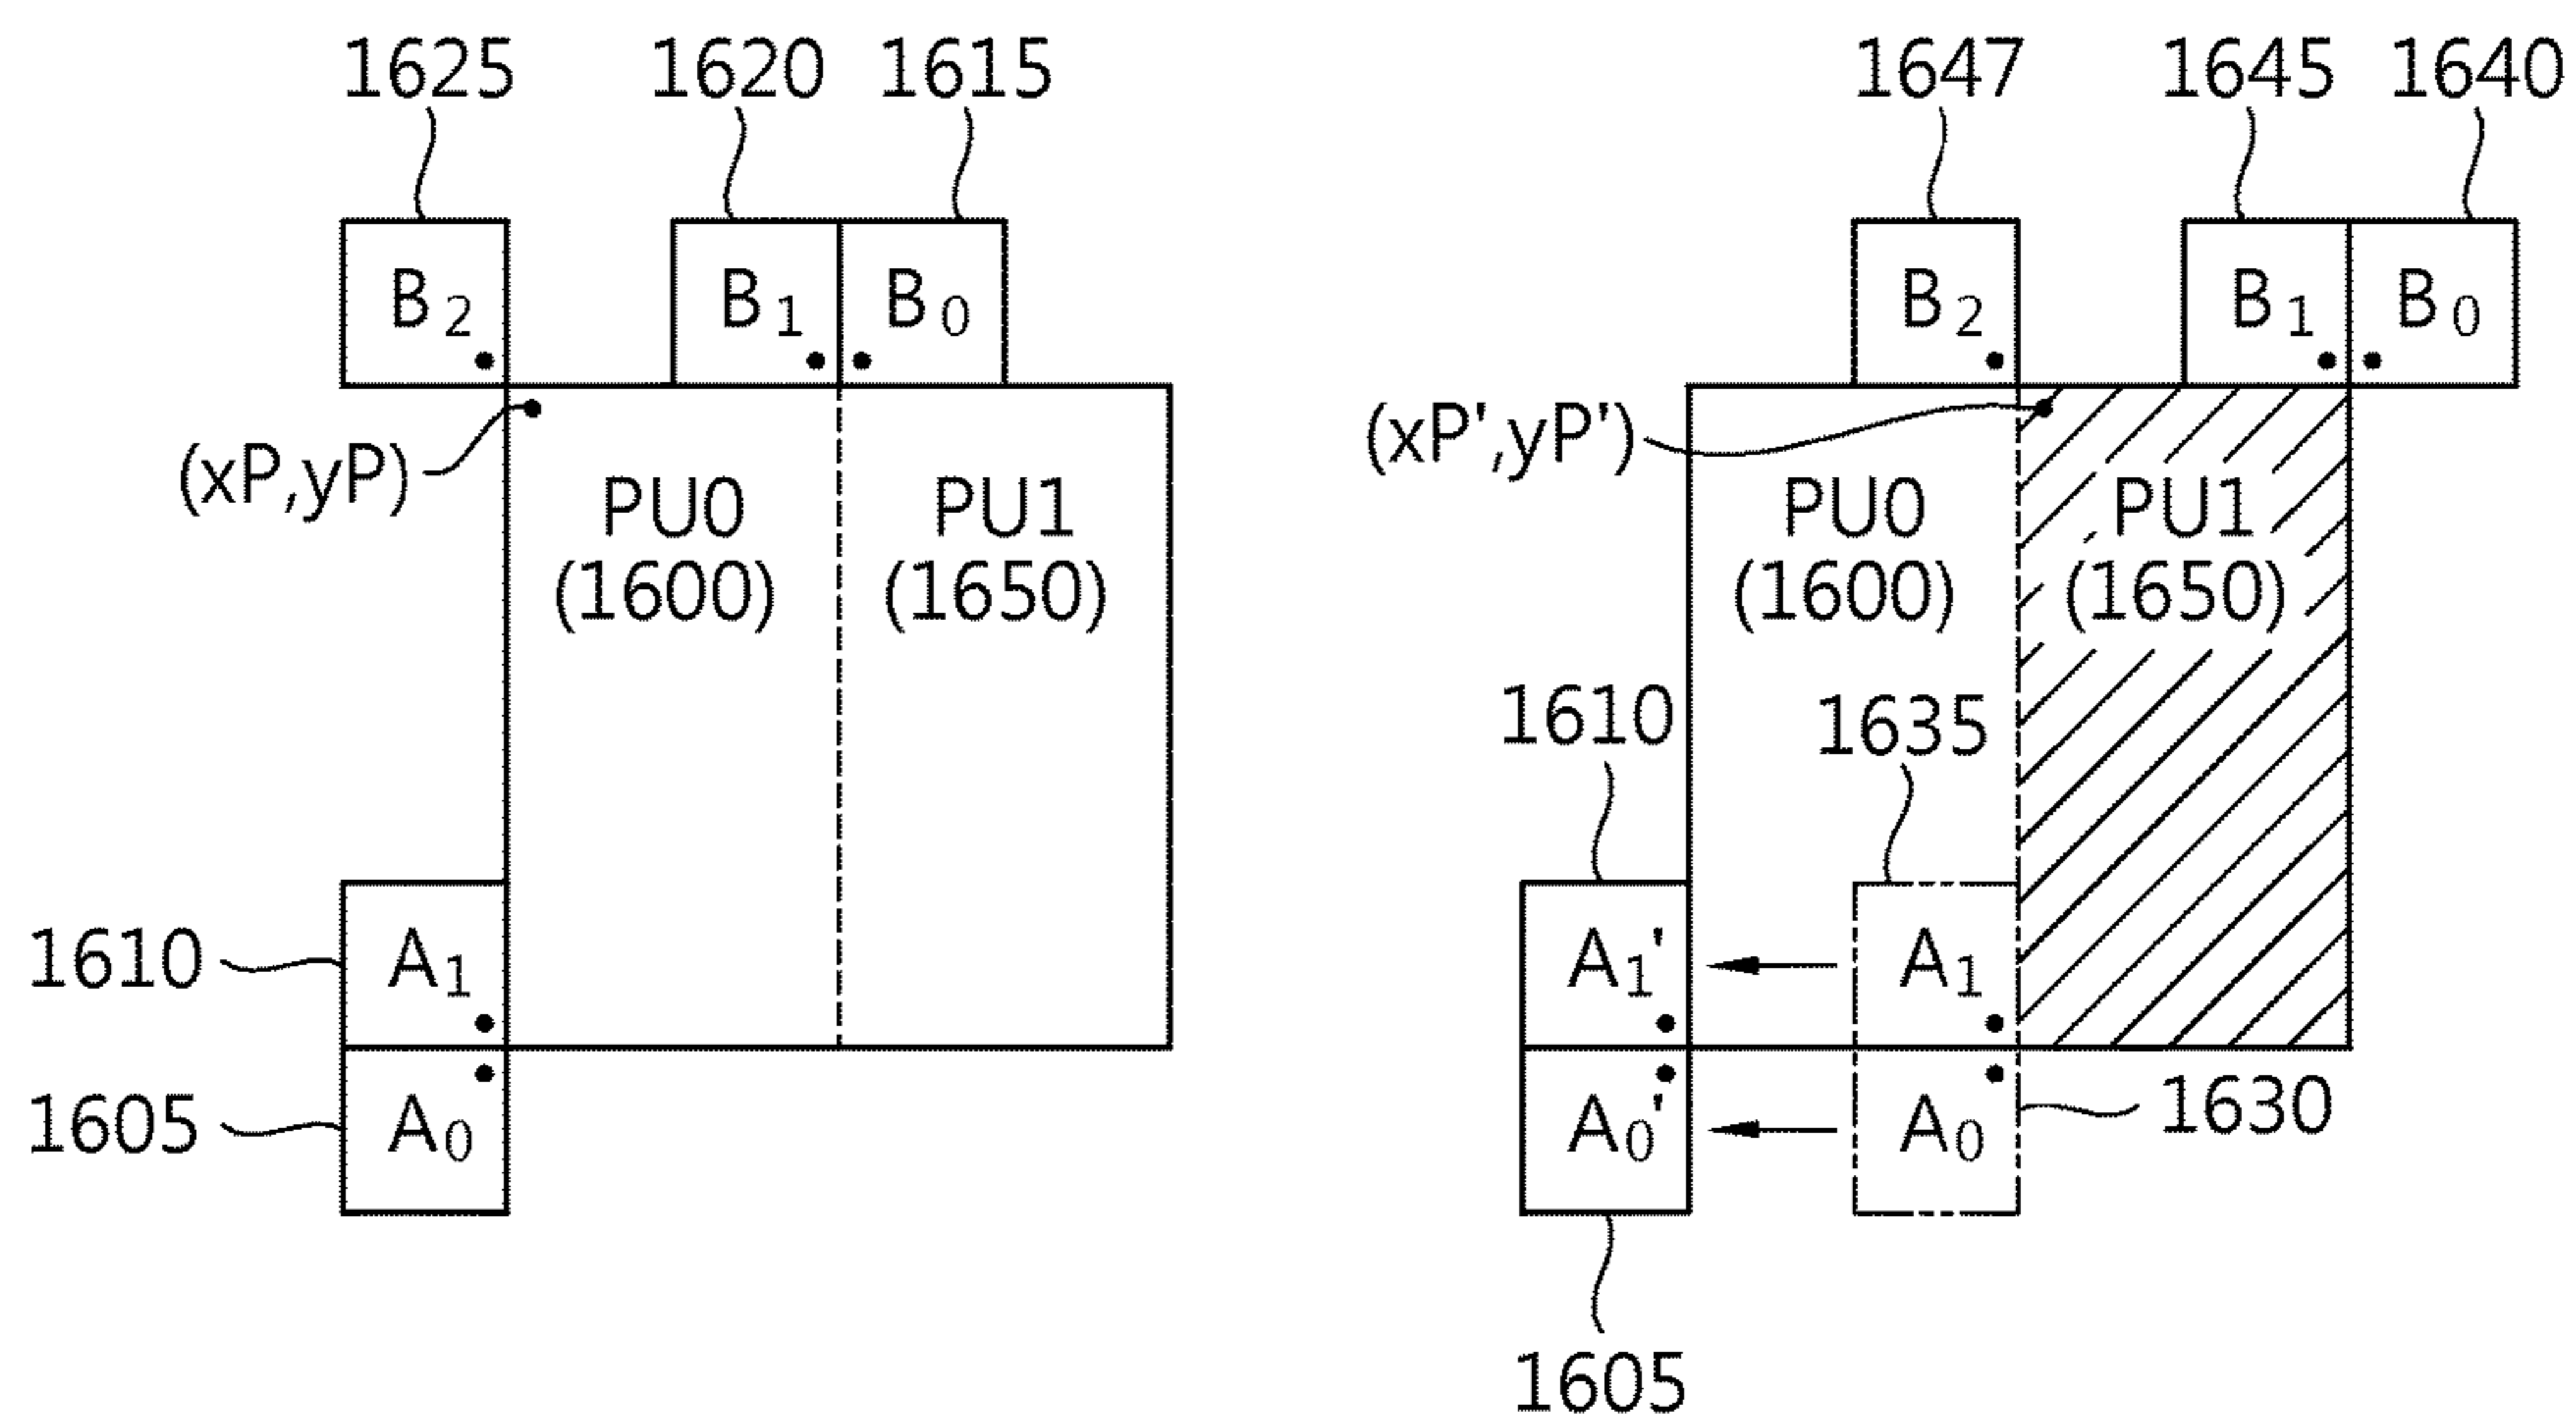 1625 1620 1615
B2 B1 B0
(xP,yP)
PU0 PU1
(1600) (1650)
1610 A1
1605 A0
1647 1645 1640
B2 B1 B0
(xP',yP')
PU0 PU1
(1600) (1650)
1610 1635
A1' A1
A0' A0 1630
1605